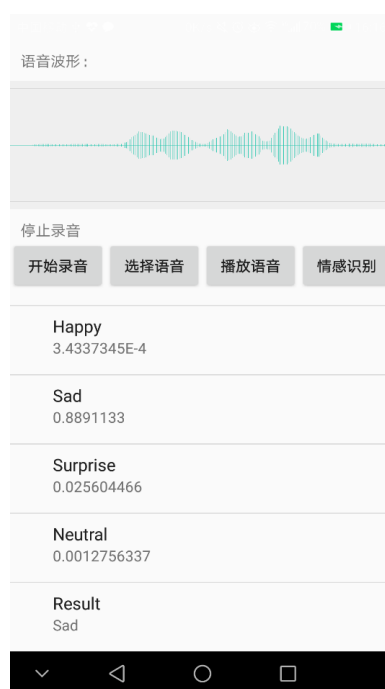 语音波形：
停止录音
开始录音 选择语音 播放语音 情感识别
Happy
3.4337345E-4
Sad
0.8891133
Surprise
0.025604466
Neutral
0.0012756337
Result
Sad